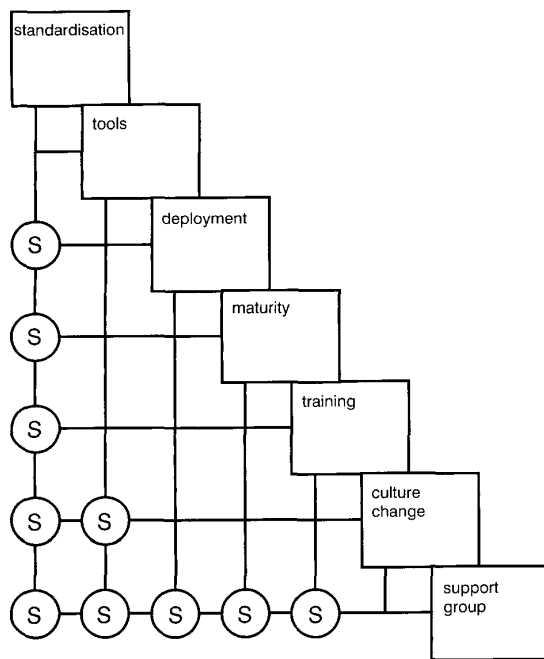 standardisation
tools
deployment
S
maturity
S
training
S
culture
change
S S
support
group
S S S S S